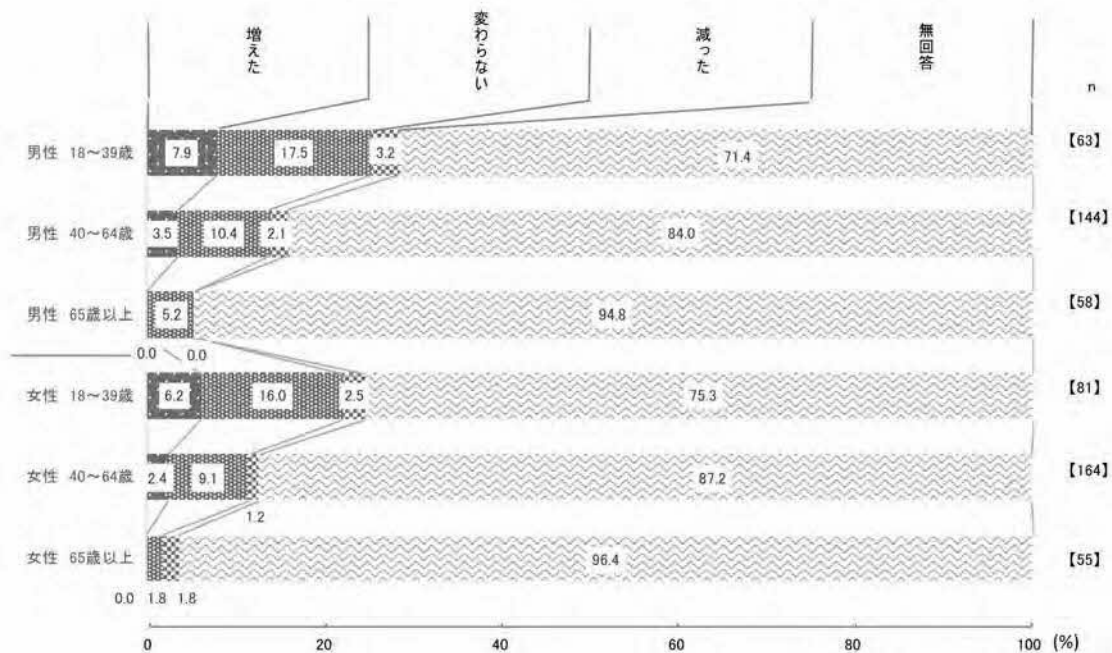 増えた
変わらない
減った
無回答
n
男性 18～39歳 7.9 17.5 3.2 71.4 【63】
男性 40～64歳 3.5 10.4 2.1 84.0 【144】
男性 65歳以上 5.2 94.8 【58】
0.0 0.0
女性 18～39歳 6.2 16.0 2.5 75.3 【81】
女性 40～64歳 2.4 9.1 87.2 【164】
1.2
女性 65歳以上 96.4 【55】
0.0 1.8 1.8
0 20 40 60 80 100 (%)